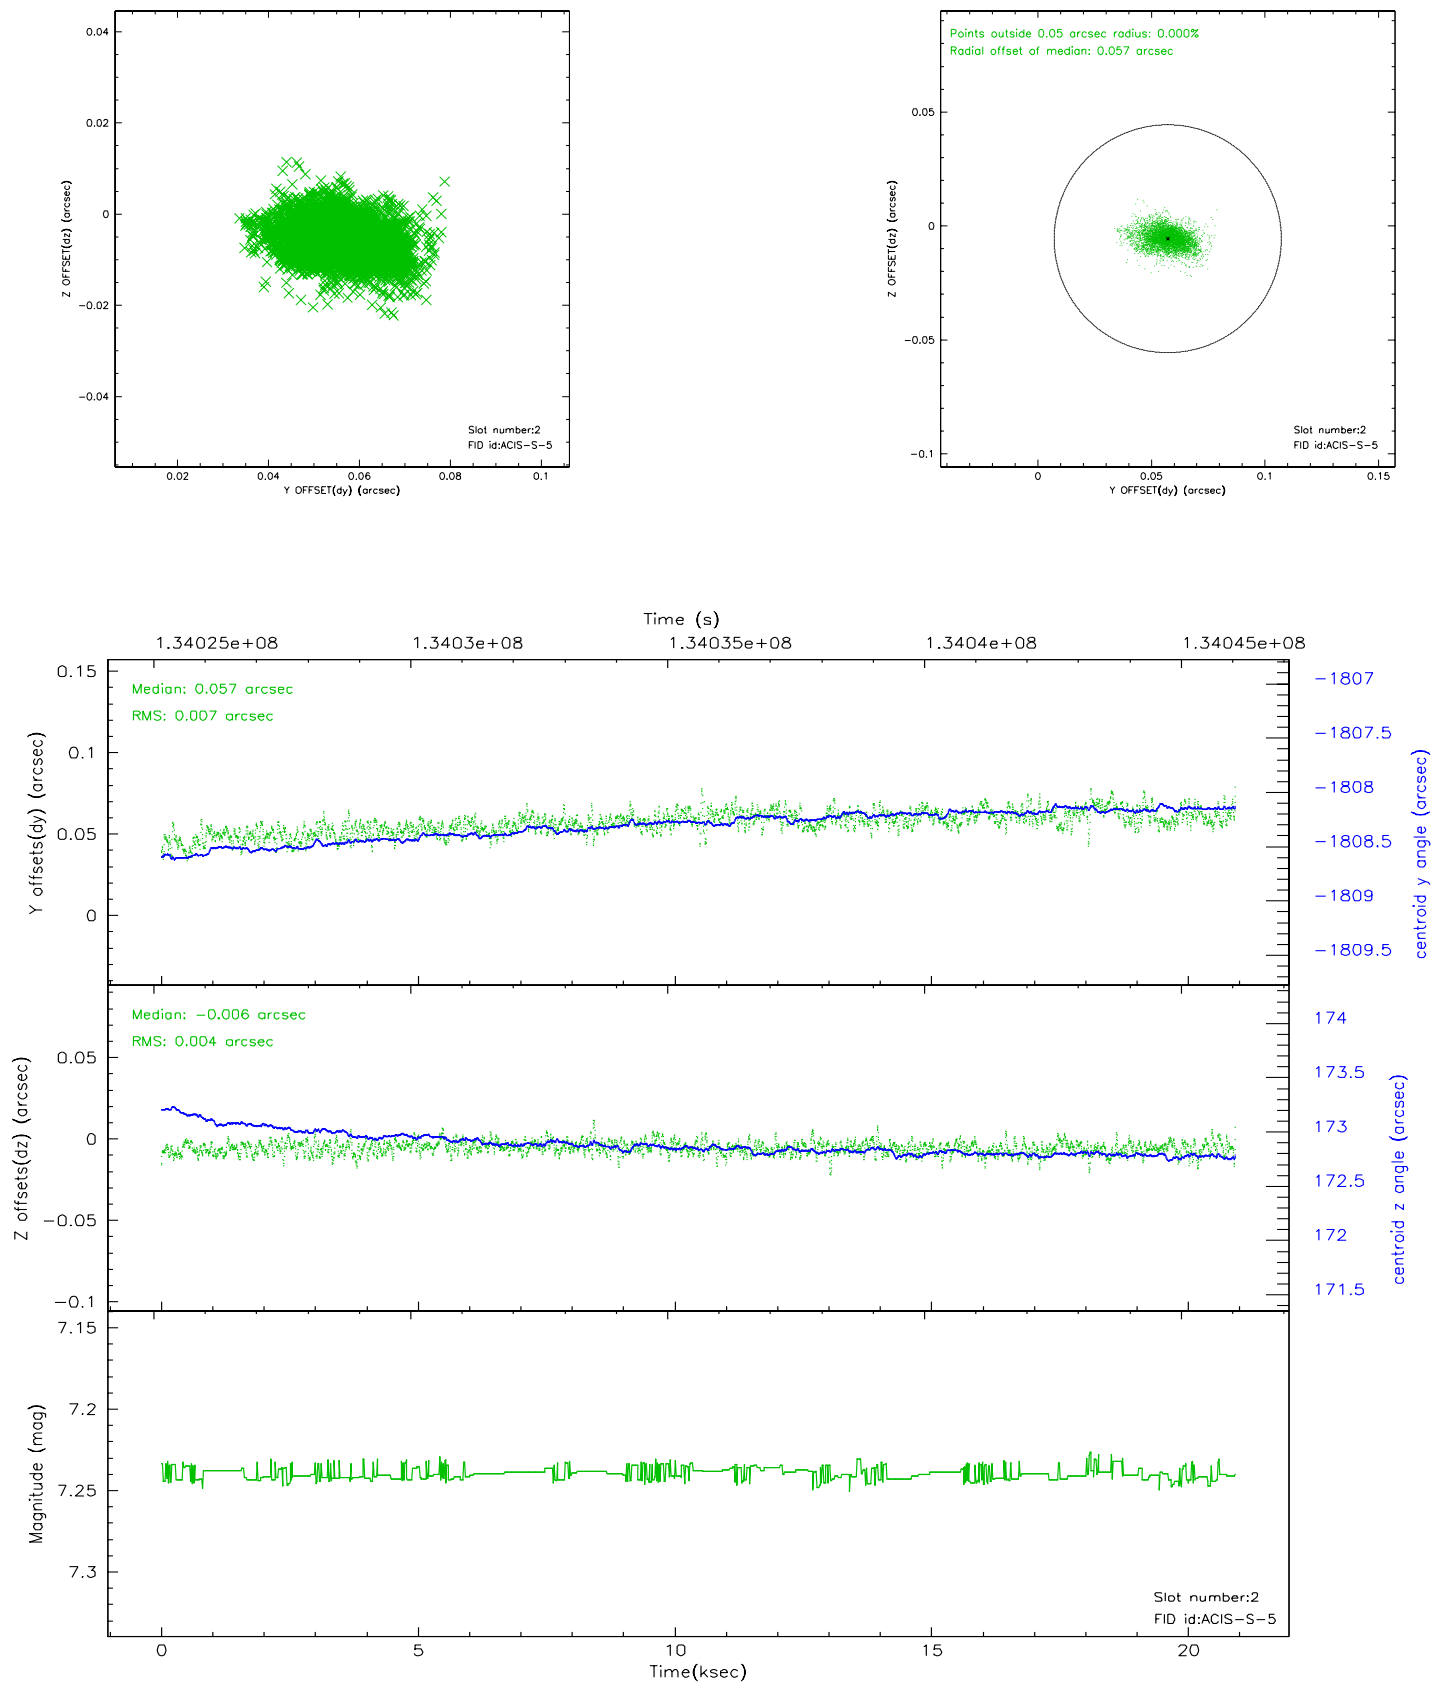 0.04
0.02
0
−0.02
−0.04
Z OFFSET(dz) (arcsec)
Slot number:2
FID id:ACIS−S−5
0.02 0.04 0.06 0.08 0.1
Y OFFSET(dy) (arcsec)
Points outside 0.05 arcsec radius: 0.000%
Radial offset of median: 0.057 arcsec
0.05
0
−0.05
−0.1
Z OFFSET(dz) (arcsec)
Slot number:2
FID id:ACIS−S−5
0 0.05 0.1 0.15
Y OFFSET(dy) (arcsec)
Time (s)
1.34025e+08 1.3403e+08 1.34035e+08 1.3404e+08 1.34045e+08
0.15
0.1
0.05
0
Y offsets(dy) (arcsec)
Median: 0.057 arcsec
RMS: 0.007 arcsec
−1807
−1807.5
−1808
−1808.5
−1809
−1809.5
centroid y angle (arcsec)
0.05
0
−0.05
−0.1
Z offsets(dz) (arcsec)
Median: −0.006 arcsec
RMS: 0.004 arcsec
174
173.5
173
172.5
172
171.5
centroid z angle (arcsec)
7.15
7.2
7.25
7.3
Magnitude (mag)
Slot number:2
FID id:ACIS−S−5
0 5 10 15 20
Time(ksec)